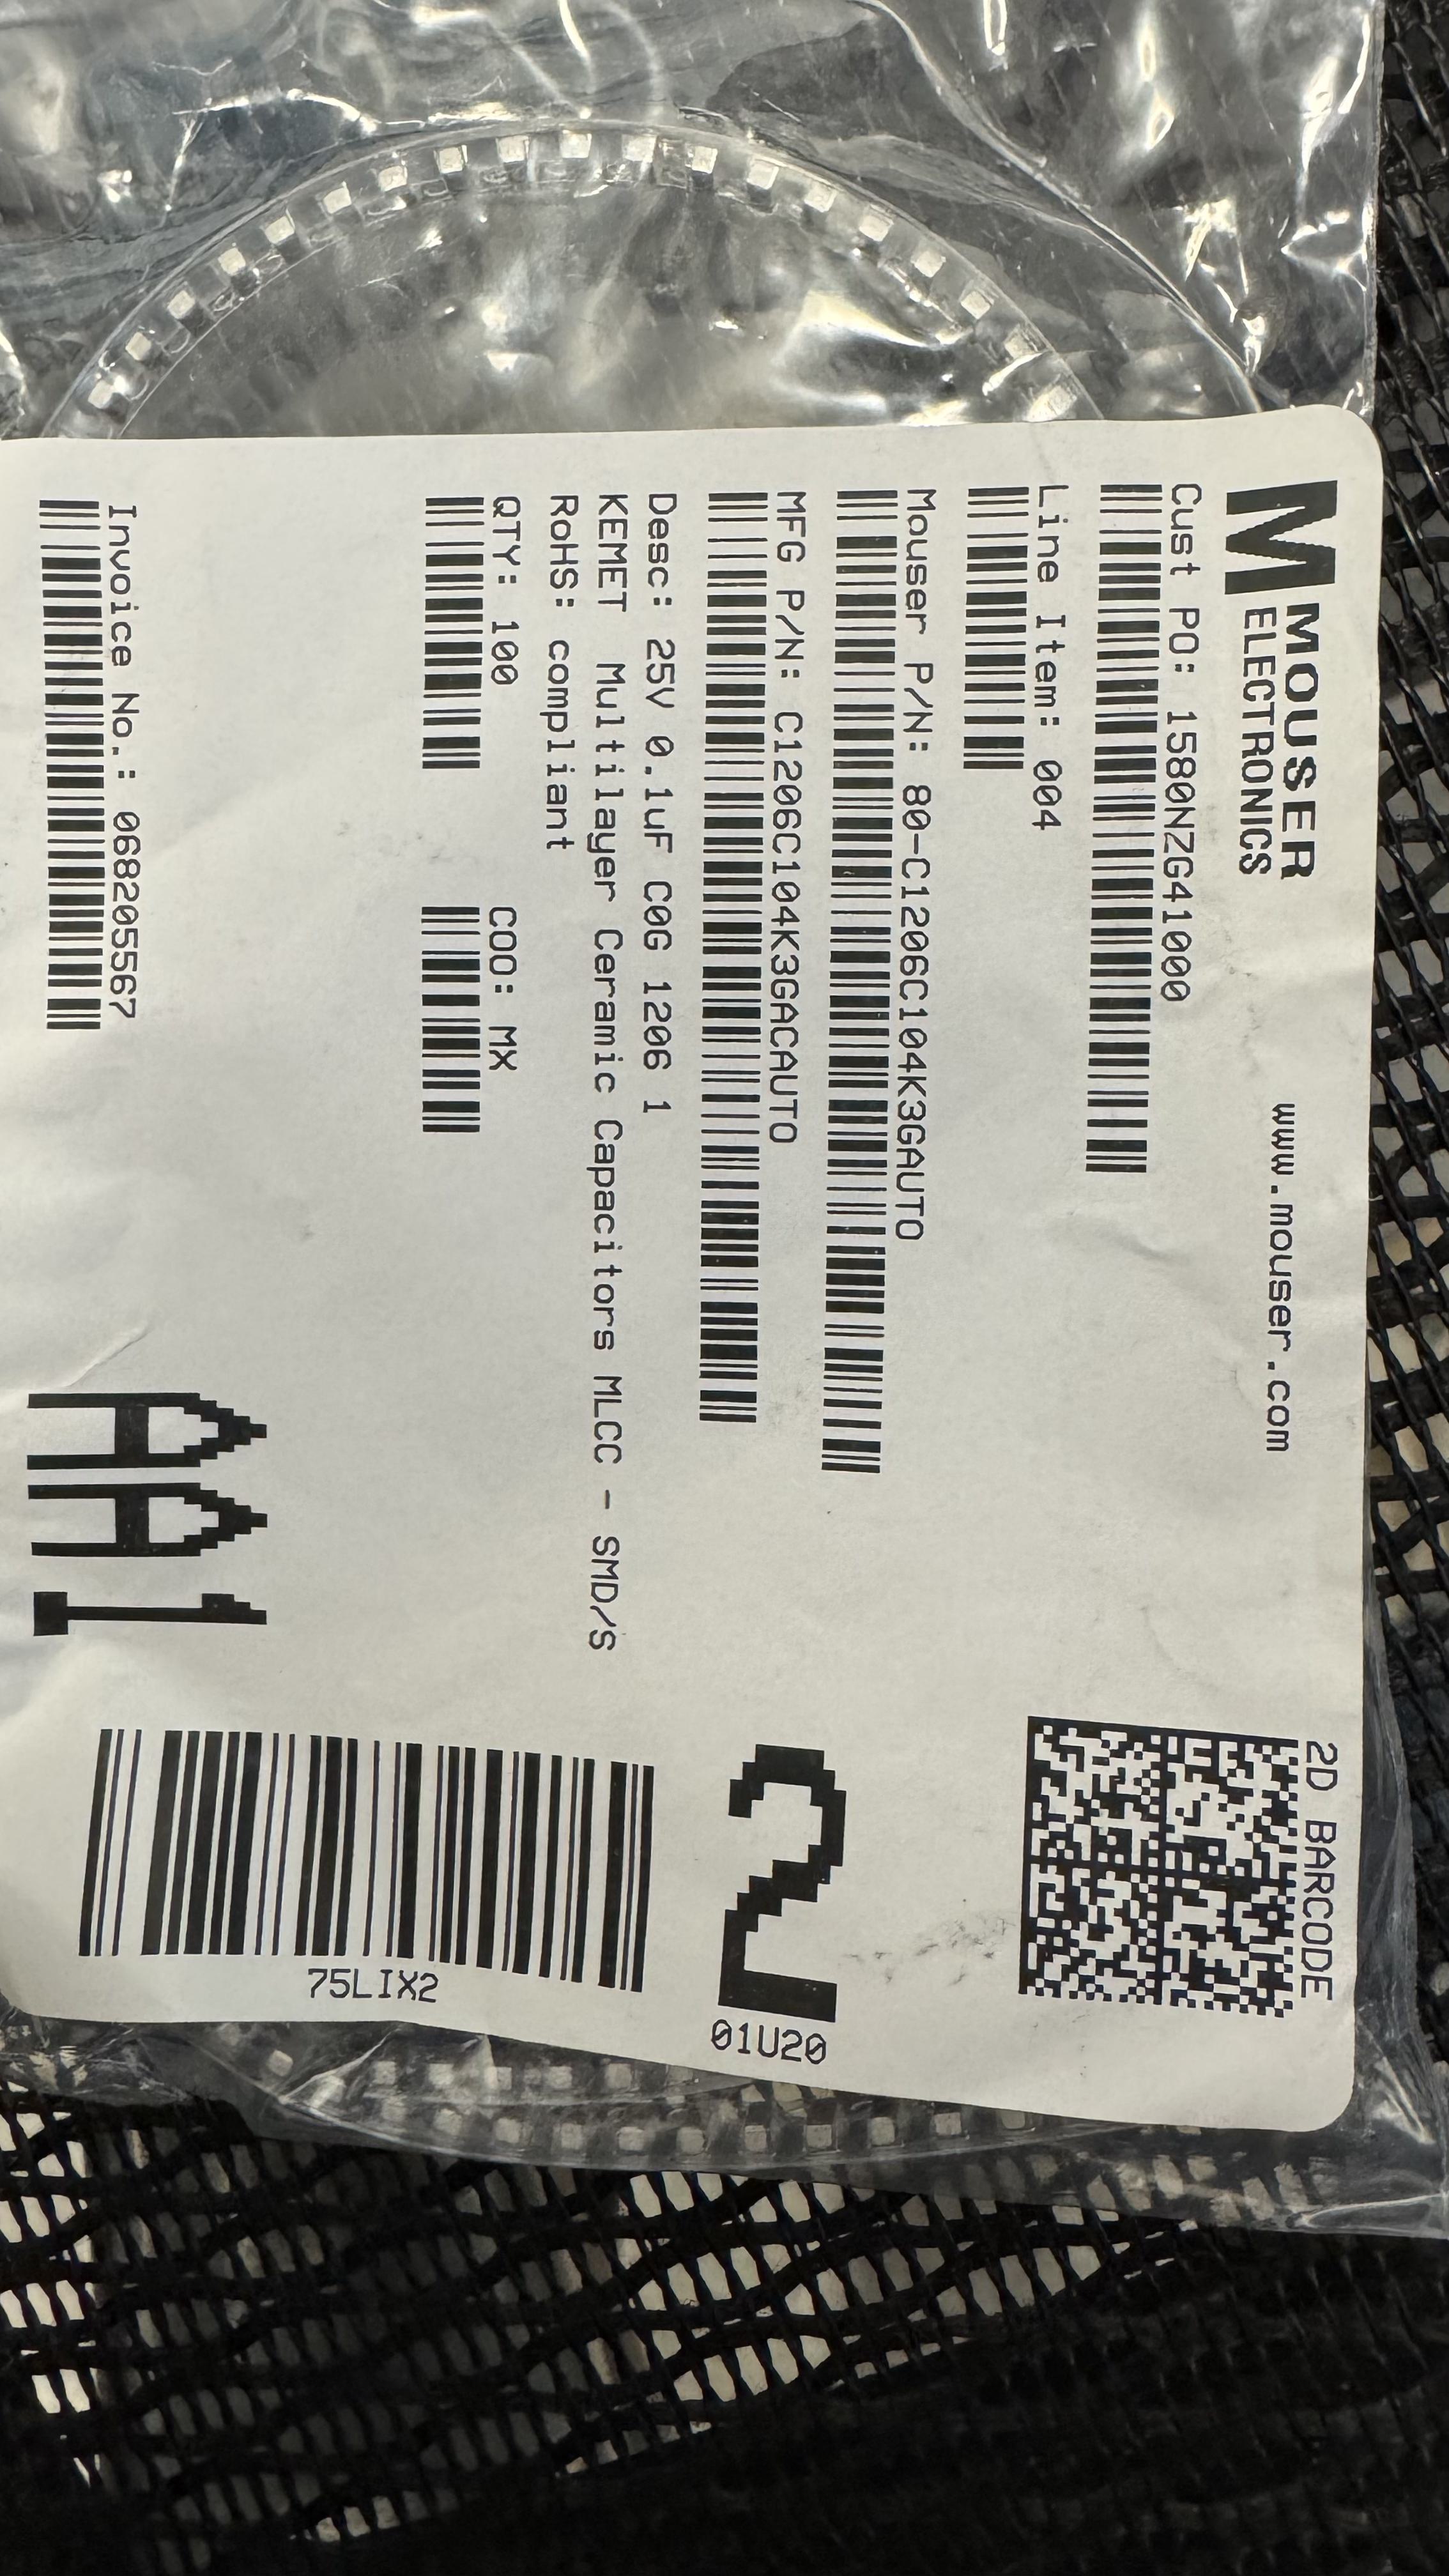 MOUSER
ELECTRONICS
www.mouser.com
2D BARCODE
Cust PO: 1580NZG41000
Line Item: 004
Mouser P/N: 80-C1206C104K3GAUTO
MFG P/N: C1206C104K3GACAUTO
Desc: 25V 0.1uF C0G 1206 1
KEMET Multilayer Ceramic Capacitors MLCC - SMD/S
RoHS: compliant
QTY: 100
COO: MX
Invoice No.: 068205567
AA1
2
01U20
75LIX2